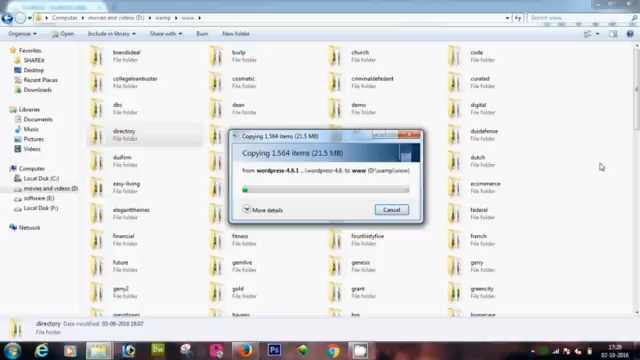 Computer ▸ movies and videos (D:) ▸ wamp ▸ www ▸
Search www
Organize Open Include in library Share with Burn New folder
Favorites
SHAREit
Desktop
Recent Places
Downloads
Libraries
Documents
Music
Pictures
Videos
Computer
Local Disk (C:)
movies and videos (D:)
software (E:)
Local Disk (F:)
Network
brandsdeal
File folder
burlp
File folder
church
File folder
code
File folder
collegeloanbuster
File folder
cosmatic
File folder
criminaldefedant
File folder
curated
File folder
dbs
File folder
dean
File folder
demo
File folder
digital
File folder
directory
File folder
dusdefense
File folder
duifirm
File folder
dutch
File folder
easy-living
File folder
ecommerce
File folder
elegantthemes
File folder
federal
File folder
financial
File folder
fitness
File folder
fourthirtyfive
File folder
french
File folder
future
File folder
gemlive
File folder
genesis
File folder
gerry
File folder
gerry2
File folder
gold
File folder
grant
File folder
greencity
File folder
Copying 1,564 items (21.5 MB)
Copying 1,564 items (21.5 MB)
from wordpress-4.6.1 ...\wordpress-4.6. to www (D:\wamp\www)
More details
Cancel
directory Date modified: 03-09-2016 18:07
File folder
17:28
02-10-2016